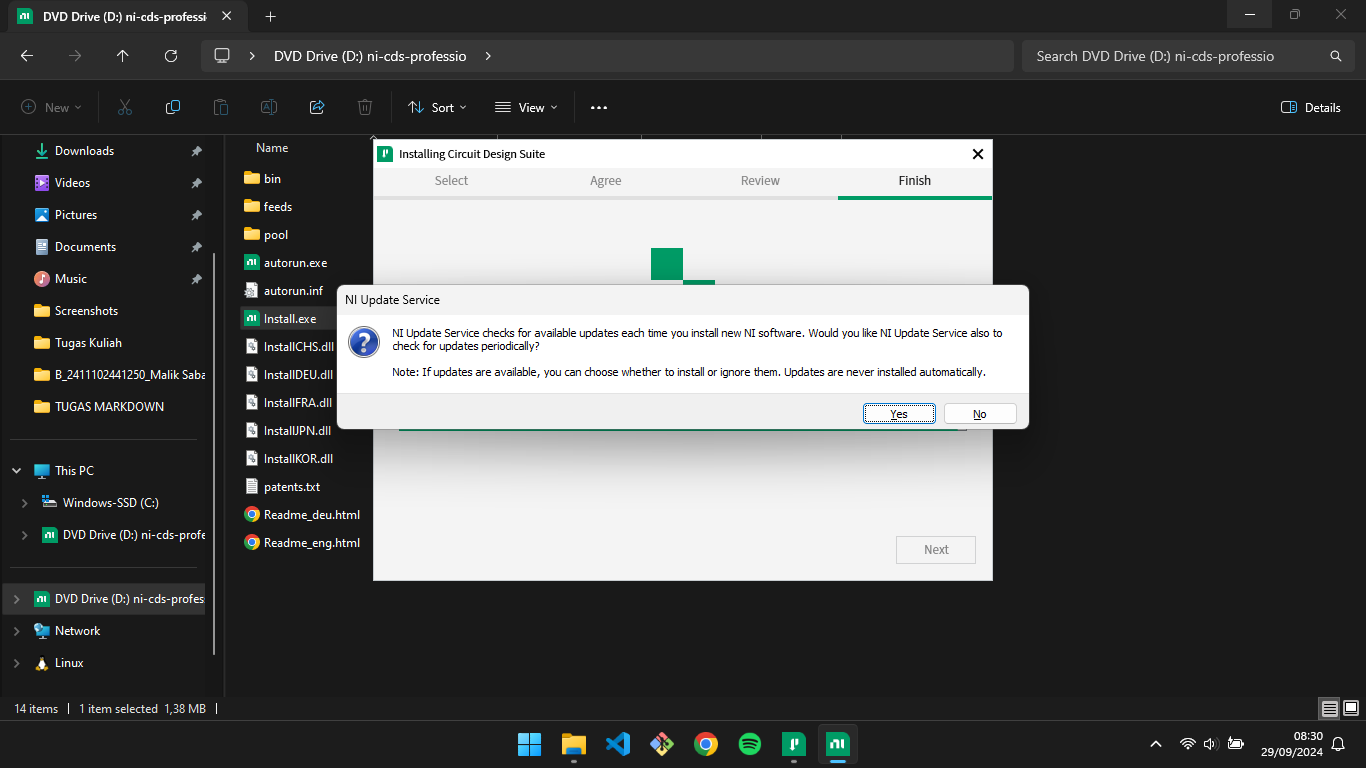 DVD Drive (D:) ni-cds-professi
DVD Drive (D:) ni-cds-professio
Search DVD Drive (D:) ni-cds-professio
New
Sort
View
Details
Downloads
Videos
Pictures
Documents
Music
Screenshots
Tugas Kuliah
B_2411102441250_Malik Saba
TUGAS MARKDOWN
This PC
Windows-SSD (C:)
DVD Drive (D:) ni-cds-profe
DVD Drive (D:) ni-cds-profes
Network
Linux
Name
bin
feeds
pool
autorun.exe
autorun.inf
Install.exe
InstallCHS.dll
InstallDEU.dll
InstallFRA.dll
InstallJPN.dll
InstallKOR.dll
patents.txt
Readme_deu.html
Readme_eng.html
Installing Circuit Design Suite
Select
Agree
Review
Finish
NI Update Service
NI Update Service checks for available updates each time you install new NI software. Would you like NI Update Service also to
check for updates periodically?
Note: If updates are available, you can choose whether to install or ignore them. Updates are never installed automatically.
Yes
No
Next
14 items
1 item selected 1,38 MB
08:30
29/09/2024